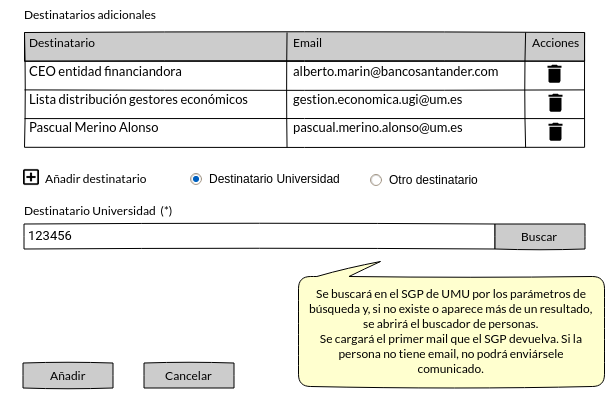 Destinatarios adicionales
Destinatario Email Acciones
CEO entidad financiandora alberto.marin@bancosantander.com
Lista distribución gestores económicos gestion.economica.ugi@um.es
Pascual Merino Alonso pascual.merino.alonso@um.es
Añadir destinatario Destinatario Universidad Otro destinatario
Destinatario Universidad (*)
123456 Buscar
Se buscará en el SGP de UMU por los parámetros de
búsqueda y, si no existe o aparece más de un resultado,
se abrirá el buscador de personas.
Se cargará el primer mail que el SGP devuelva. Si la
persona no tiene email, no podrá enviársele
comunicado.
Añadir Cancelar